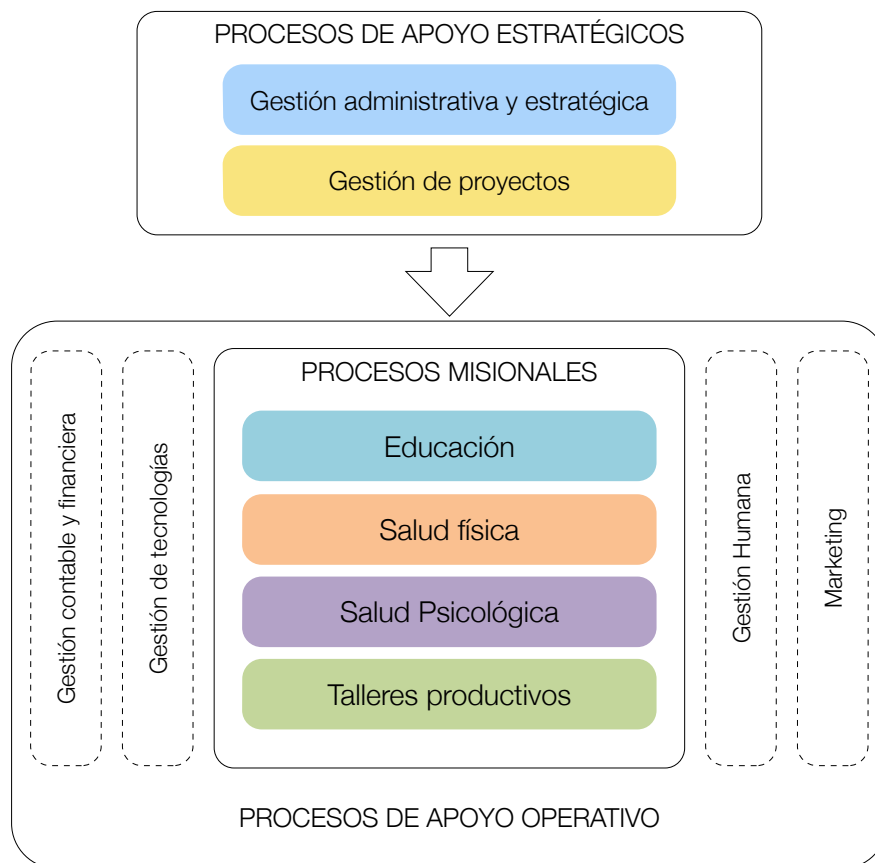 PROCESOS DE APOYO ESTRATÉGICOS
Gestión administrativa y estratégica
Gestión de proyectos
Gestión contable y financiera
Gestión de tecnologías
PROCESOS MISIONALES
Educación
Salud física
Salud Psicológica
Talleres productivos
Gestión Humana
Marketing
PROCESOS DE APOYO OPERATIVO